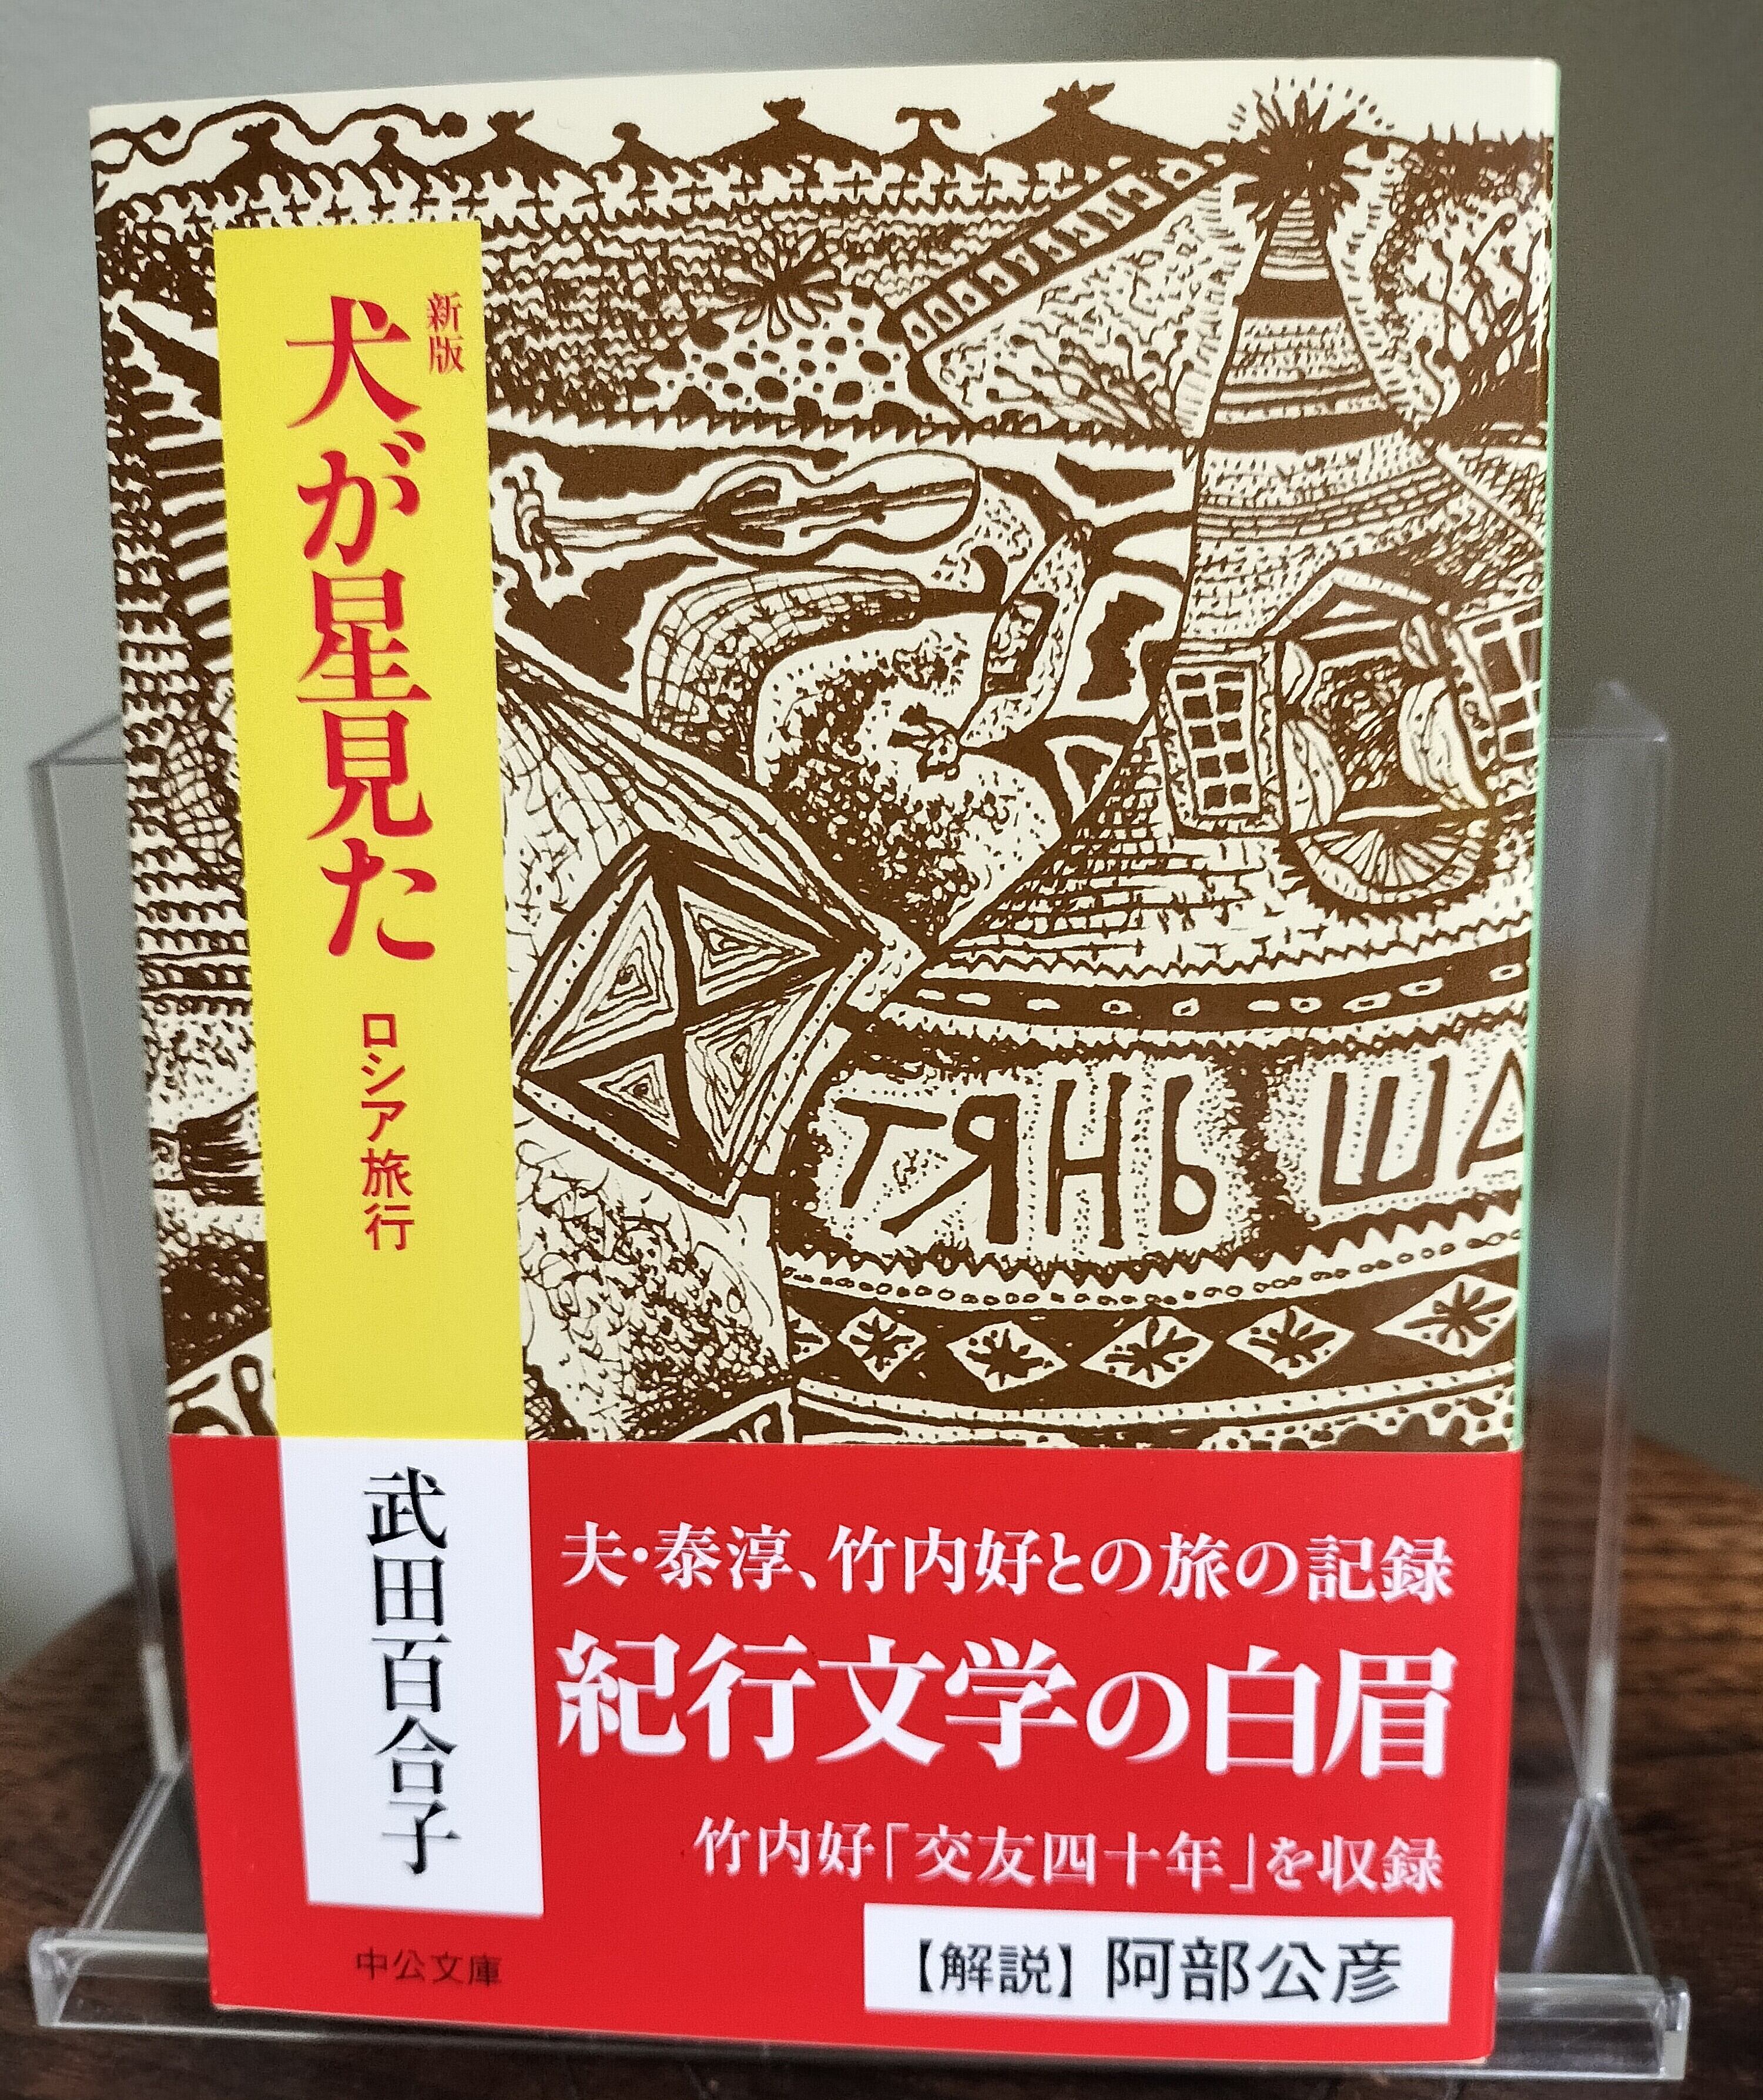 新版
犬が星見た
ロシア旅行
ТЯНЬ ША
武田百合子
夫・泰淳、竹内好との旅の記録
紀行文学の白眉
竹内好「交友四十年」を収録
【解説】阿部公彦
中公文庫